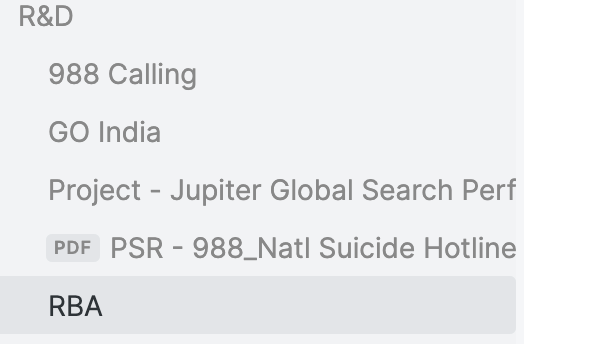 R&D
988 Calling
GO India
Project - Jupiter Global Search Perf
PDF PSR - 988_Natl Suicide Hotline
RBA